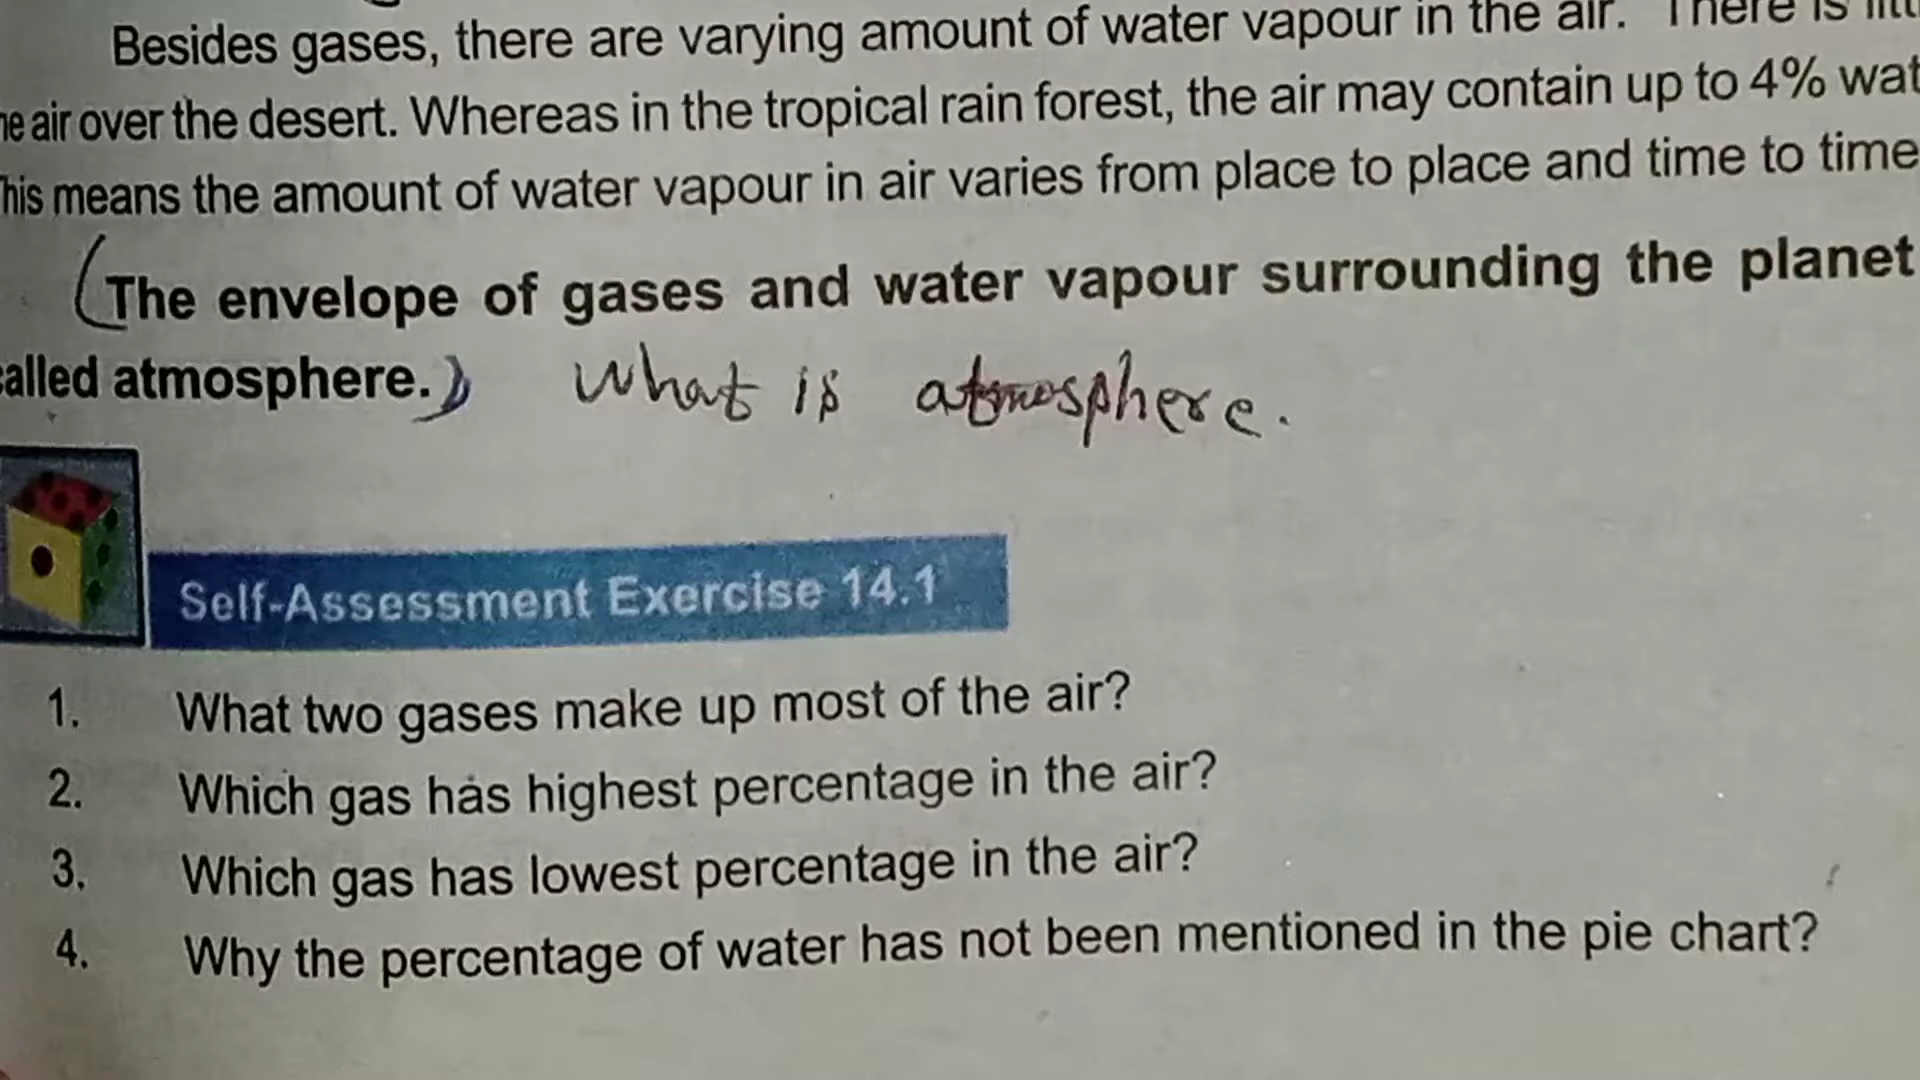 Besides gases, there are varying amount of water vapour in the air. There is
air over the desert. Whereas in the tropical rain forest, the air may contain up to 4%
means the amount of water vapour in air varies from place to place and time to time
(The envelope of gases and water vapour surrounding the planet
called atmosphere.) What is atmosphere.
Self-Assessment Exercise 14.1
1. What two gases make up most of the air?
2. Which gas has highest percentage in the air?
3. Which gas has lowest percentage in the air?
4. Why the percentage of water has not been mentioned in the pie chart?